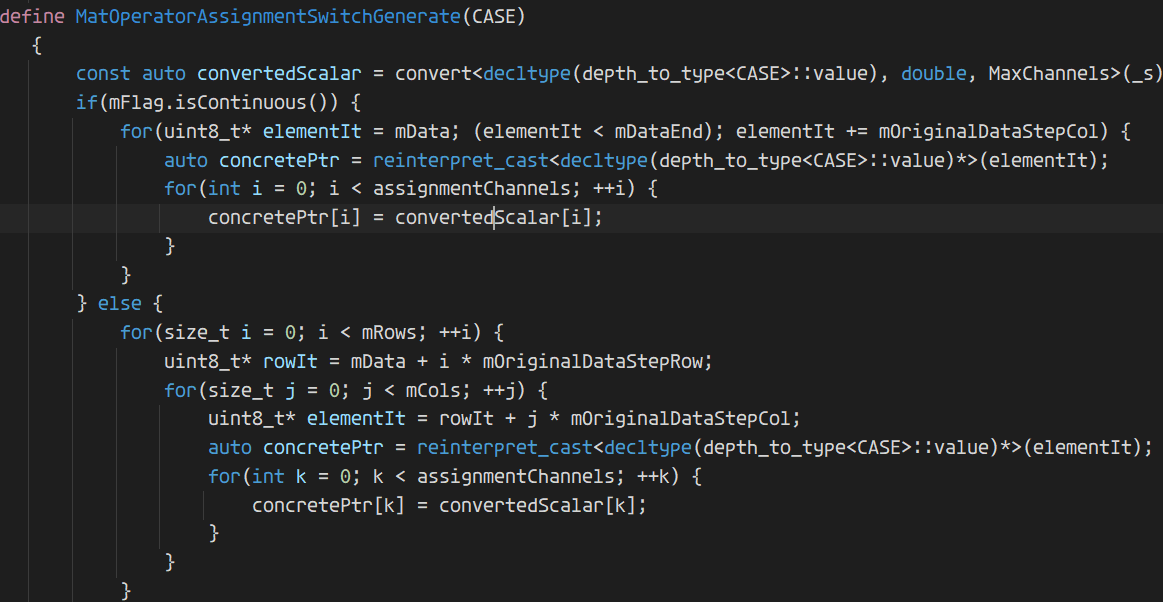 define MatOperatorAssignmentSwitchGenerate(CASE)
{
const auto convertedScalar = convert<decltype(depth_to_type<CASE>::value), double, MaxChannels>(_s)
if(mFlag.isContinuous()) {
for(uint8_t* elementIt = mData; (elementIt < mDataEnd); elementIt += mOriginalDataStepCol) {
auto concretePtr = reinterpret_cast<decltype(depth_to_type<CASE>::value)*>(elementIt);
for(int i = 0; i < assignmentChannels; ++i) {
concretePtr[i] = convertedScalar[i];
}
}
} else {
for(size_t i = 0; i < mRows; ++i) {
uint8_t* rowIt = mData + i * mOriginalDataStepRow;
for(size_t j = 0; j < mCols; ++j) {
uint8_t* elementIt = rowIt + j * mOriginalDataStepCol;
auto concretePtr = reinterpret_cast<decltype(depth_to_type<CASE>::value)*>(elementIt);
for(int k = 0; k < assignmentChannels; ++k) {
concretePtr[k] = convertedScalar[k];
}
}
}